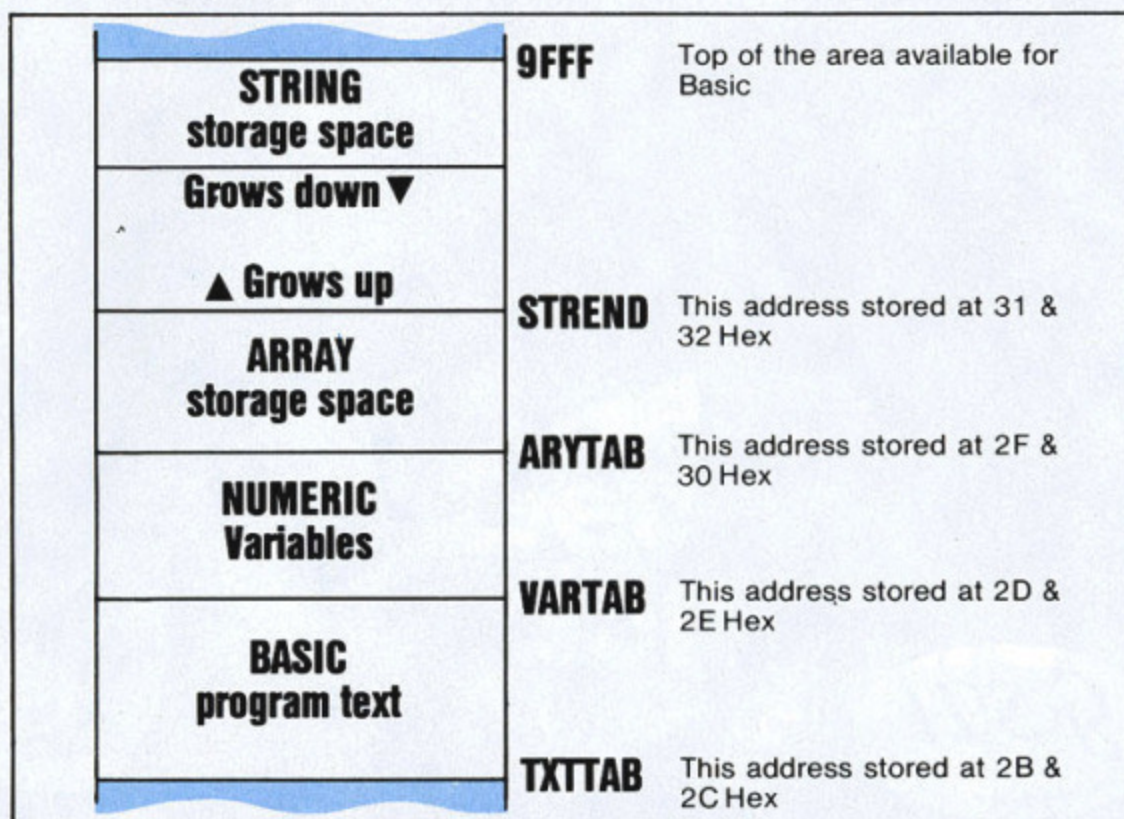 9FFF
Top of the area available for
Basic
STRING
storage space
Grows down ▼
▲ Grows up
STREND
This address stored at 31 &
32 Hex
ARRAY
storage space
ARYTAB
This address stored at 2F &
30 Hex
NUMERIC
Variables
VARTAB
This address stored at 2D &
2E Hex
BASIC
program text
TXTTAB
This address stored at 2B &
2C Hex